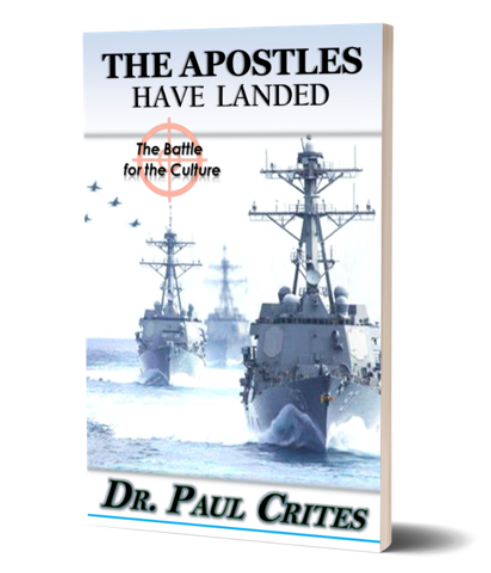 THE APOSTLES
HAVE LANDED
The Battle
for the Culture
DR. PAUL CRITES